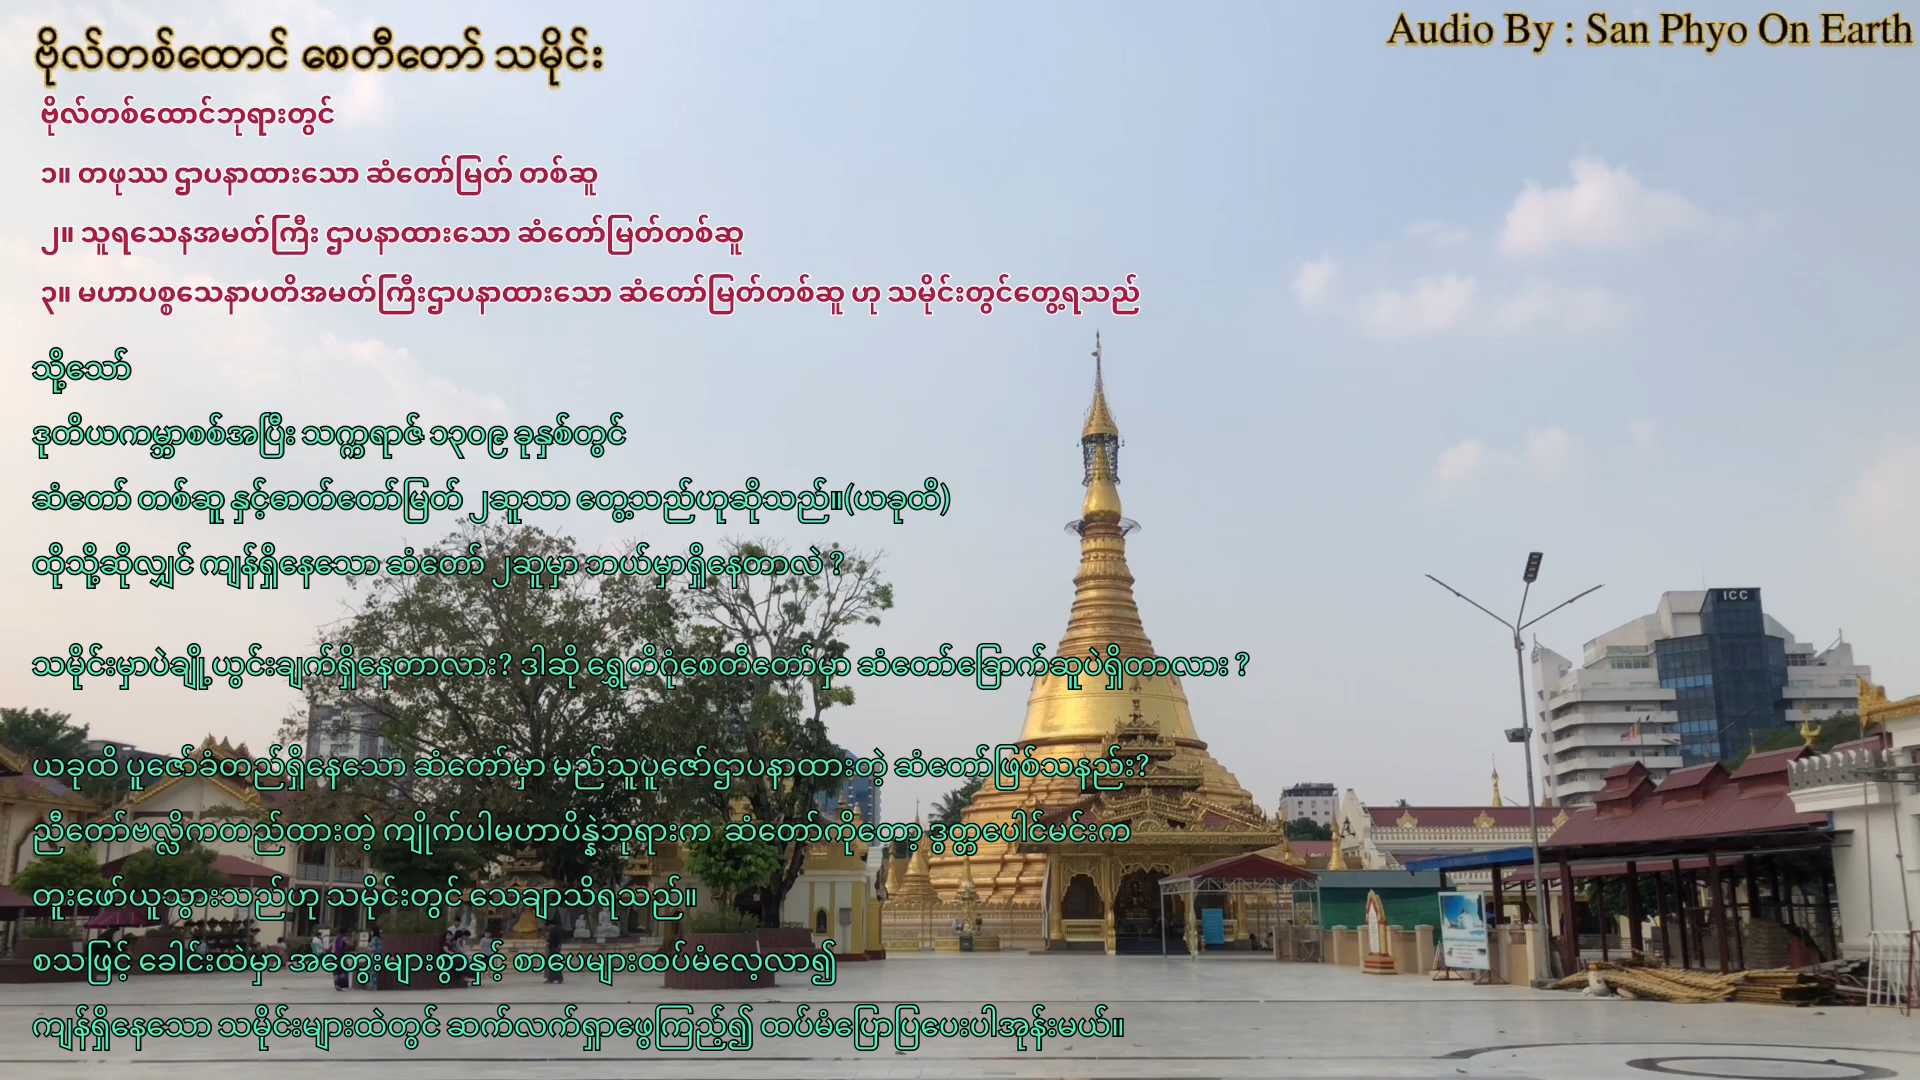 ဗိုလ်တစ်ထောင် စေတီတော် သမိုင်း
Audio By : San Phyo On Earth
ဗိုလ်တစ်ထောင်ဘုရားတွင်
၁။ တဖုဿ ဌာပနာထားသော ဆံတော်မြတ် တစ်ဆူ
၂။ သူရသေနအမတ်ကြီး ဌာပနာထားသော ဆံတော်မြတ်တစ်ဆူ
၃။ မဟာပစ္စသေနာပတိအမတ်ကြီးဌာပနာထားသော ဆံတော်မြတ်တစ်ဆူ ဟု သမိုင်းတွင်တွေ့ရသည်
သို့သော်
ဒုတိယကမ္ဘာစစ်အပြီး သက္ကရာဇ် ၁၃၀၉ ခုနှစ်တွင်
ဆံတော် တစ်ဆူ နှင့်ဓာတ်တော်မြတ် ၂ဆူသာ တွေ့သည်ဟုဆိုသည်။(ယခုထိ)
ထိုသို့ဆိုလျှင် ကျန်ရှိနေသော ဆံတော် ၂ဆူမှာ ဘယ်မှာရှိနေတာလဲ ?
သမိုင်းမှာပဲချို့ယွင်းချက်ရှိနေတာလား? ဒါဆို ရွှေတိဂုံစေတီတော်မှာ ဆံတော်ခြောက်ဆူပဲရှိတာလား ?
ယခုထိ ပူဇော်ခံတည်ရှိနေသော ဆံတော်မှာ မည်သူပူဇော်ဌာပနာထားတဲ့ ဆံတော်ဖြစ်သနည်း?
ညီတော်ဗလ္လိကတည်ထားတဲ့ ကျိုက်ပါမဟာပိန္နဲဘုရားက ဆံတော်ကိုတော့ ဒွတ္တပေါင်မင်းက
တူးဖော်ယူသွားသည်ဟု သမိုင်းတွင် သေချာသိရသည်။
စသဖြင့် ခေါင်းထဲမှာ အတွေးများစွာနှင့် စာပေများထပ်မံလေ့လာ၍
ကျန်ရှိနေသော သမိုင်းများထဲတွင် ဆက်လက်ရှာဖွေကြည့်၍ ထပ်မံပြောပြပေးပါအုန်းမယ်။
ICC